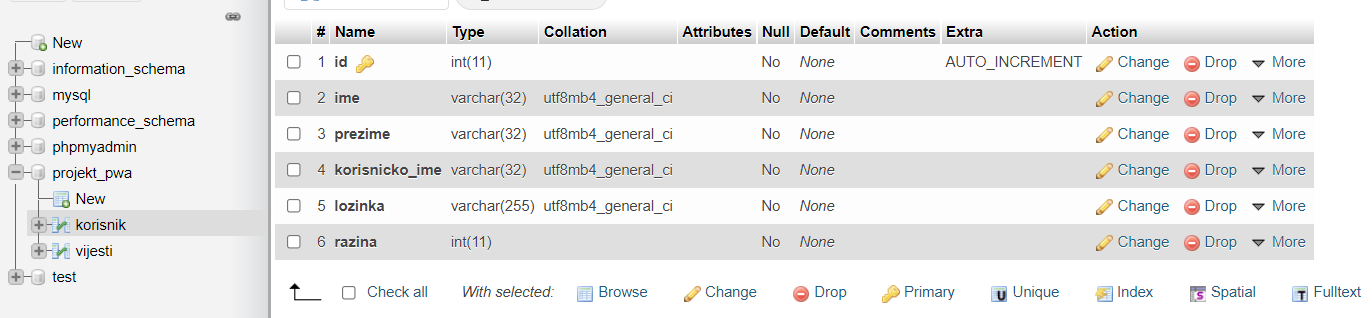 New
information_schema
mysql
performance_schema
phpmyadmin
projekt_pwa
New
korisnik
vijesti
test
# Name Type Collation Attributes Null Default Comments Extra Action
1 id int(11) No None AUTO_INCREMENT Change Drop More
2 ime varchar(32) utf8mb4_general_ci No None Change Drop More
3 prezime varchar(32) utf8mb4_general_ci No None Change Drop More
4 korisnicko_ime varchar(32) utf8mb4_general_ci No None Change Drop More
5 lozinka varchar(255) utf8mb4_general_ci No None Change Drop More
6 razina int(11) No None Change Drop More
Check all With selected: Browse Change Drop Primary Unique Index Spatial Fulltext